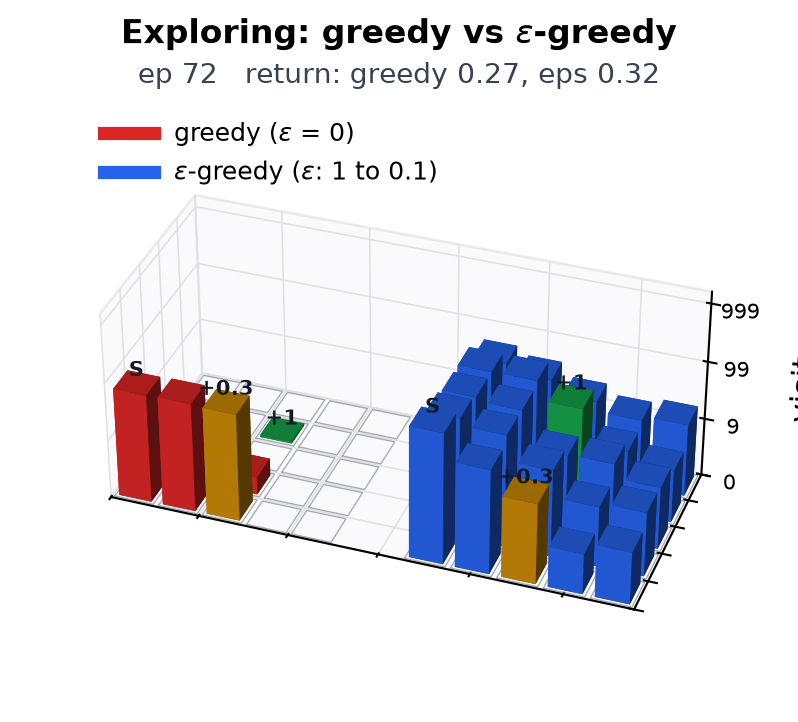 Exploring: greedy vs ε-greedy
ep 72   return: greedy 0.27, eps 0.32
greedy (ε = 0)
ε-greedy (ε: 1 to 0.1)
999
99
9
0
S
+0.3
+1
S
+0.3
+1